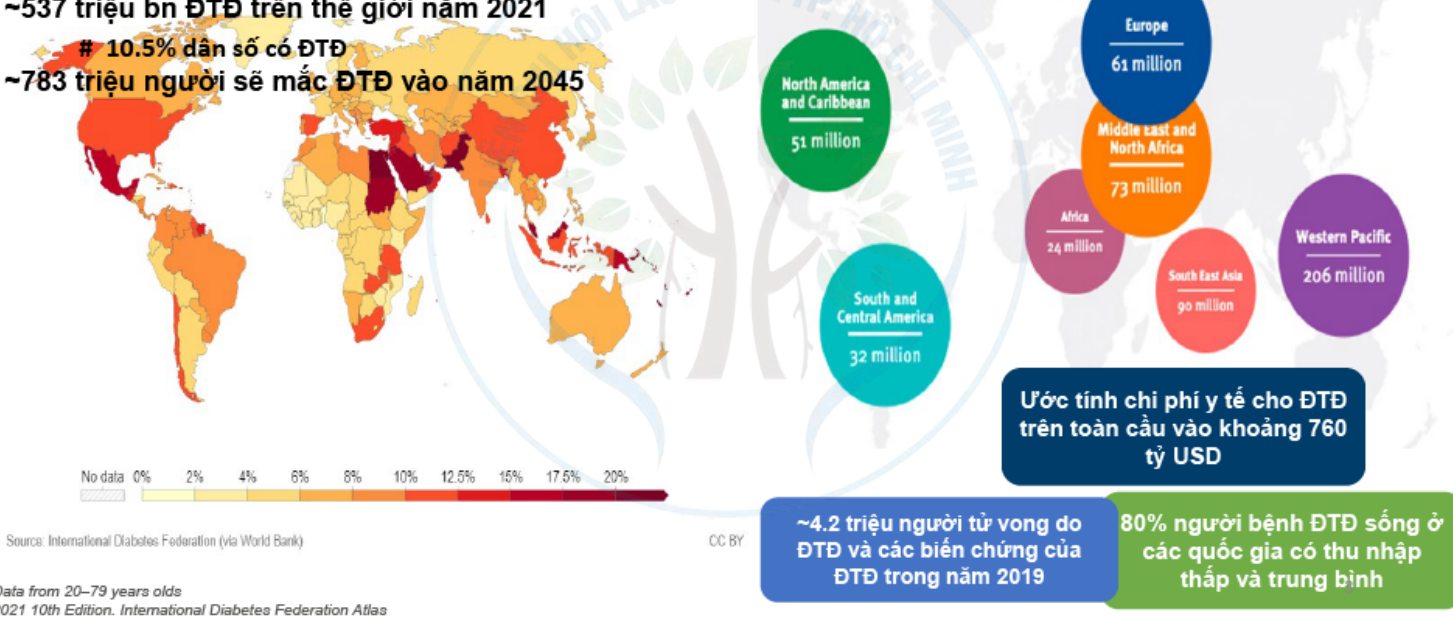 ~537 triệu bn ĐTĐ trên thế giới năm 2021
# 10.5% dân số có ĐTĐ
~783 triệu người sẽ mắc ĐTĐ vào năm 2045
No data 0% 2% 4% 6% 8% 10% 12.5% 15% 17.5% 20%
Source: International Diabetes Federation (via World Bank)
CC BY
Data from 20–79 years olds
2021 10th Edition. International Diabetes Federation Atlas
North America
and Caribbean
51 million
Europe
61 million
Middle East and
North Africa
73 million
Africa
24 million
South East Asia
90 million
Western Pacific
206 million
South and
Central America
32 million
Ước tính chi phí y tế cho ĐTĐ
trên toàn cầu vào khoảng 760
tỷ USD
~4.2 triệu người tử vong do
ĐTĐ và các biến chứng của
ĐTĐ trong năm 2019
80% người bệnh ĐTĐ sống ở
các quốc gia có thu nhập
thấp và trung bình
HỒ CHÍ MINH